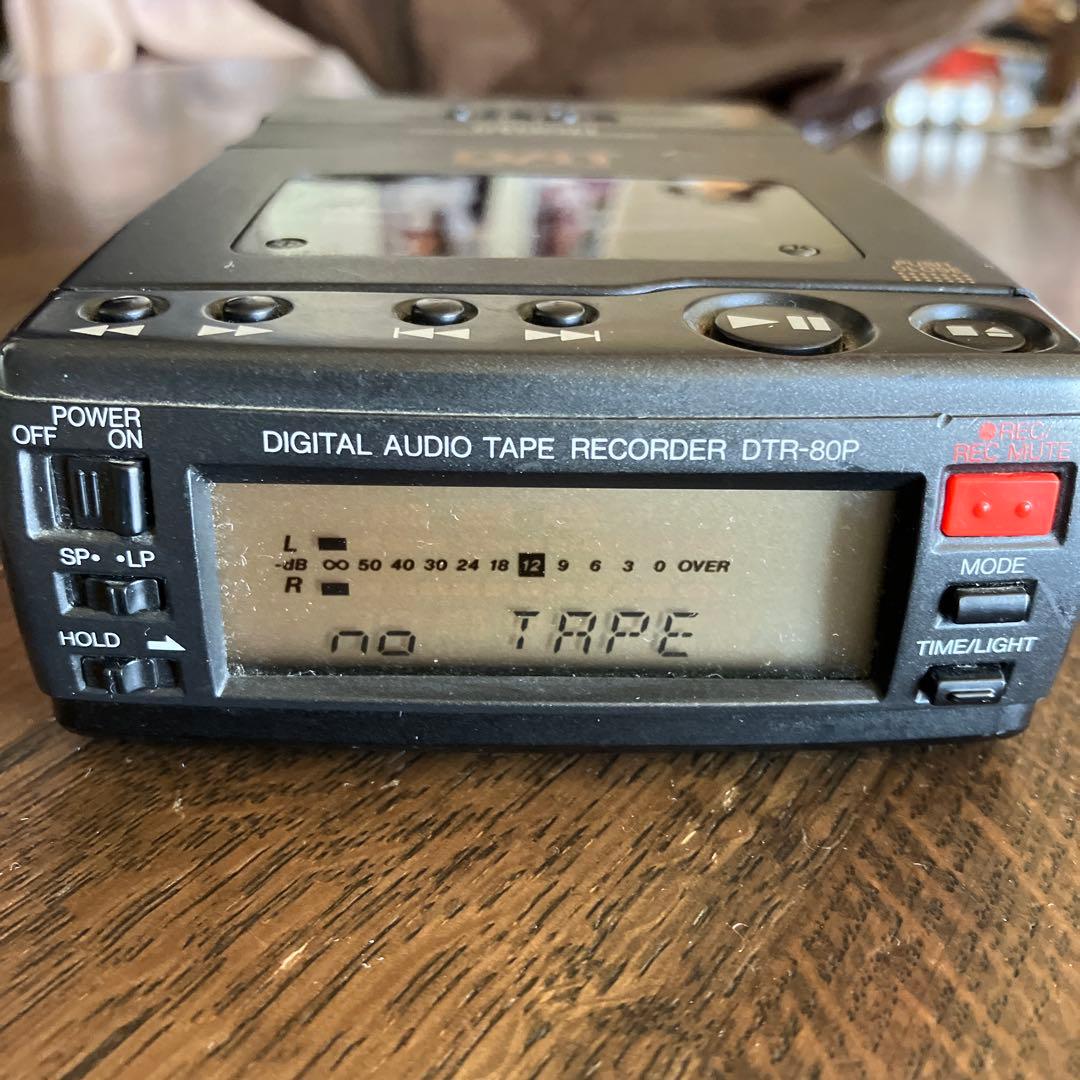 DAT
POWER
OFF ON
DIGITAL AUDIO TAPE RECORDER DTR-80P
●REC/
REC MUTE
SP• •LP
HOLD
L
-dB ∞ 50 40 30 24 18 12 9 6 3 0 OVER
R
no TAPE
MODE
TIME/LIGHT